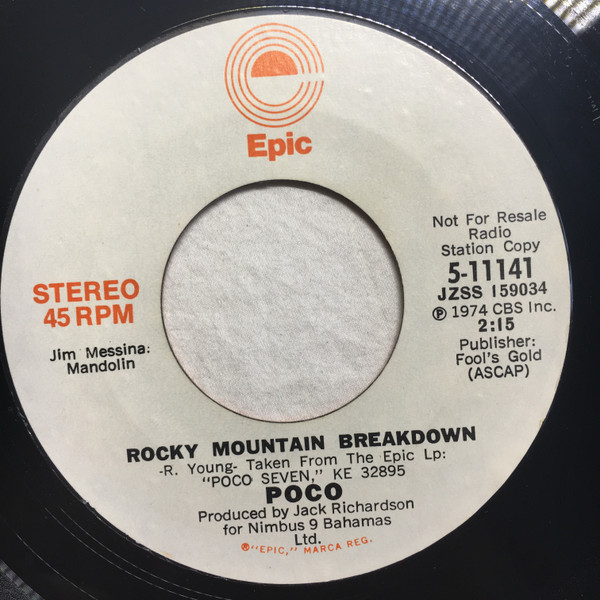 Epic
Not For Resale
Radio
Station Copy
5-11141
JZSS 159034
Ⓟ 1974 CBS Inc.
2:15
Publisher:
Fool's Gold
(ASCAP)
STEREO
45 RPM
Jim Messina:
Mandolin
ROCKY MOUNTAIN BREAKDOWN
-R. Young- Taken From The Epic Lp:
"POCO SEVEN," KE 32895
POCO
Produced by Jack Richardson
for Nimbus 9 Bahamas
Ltd.
®"EPIC," MARCA REG.